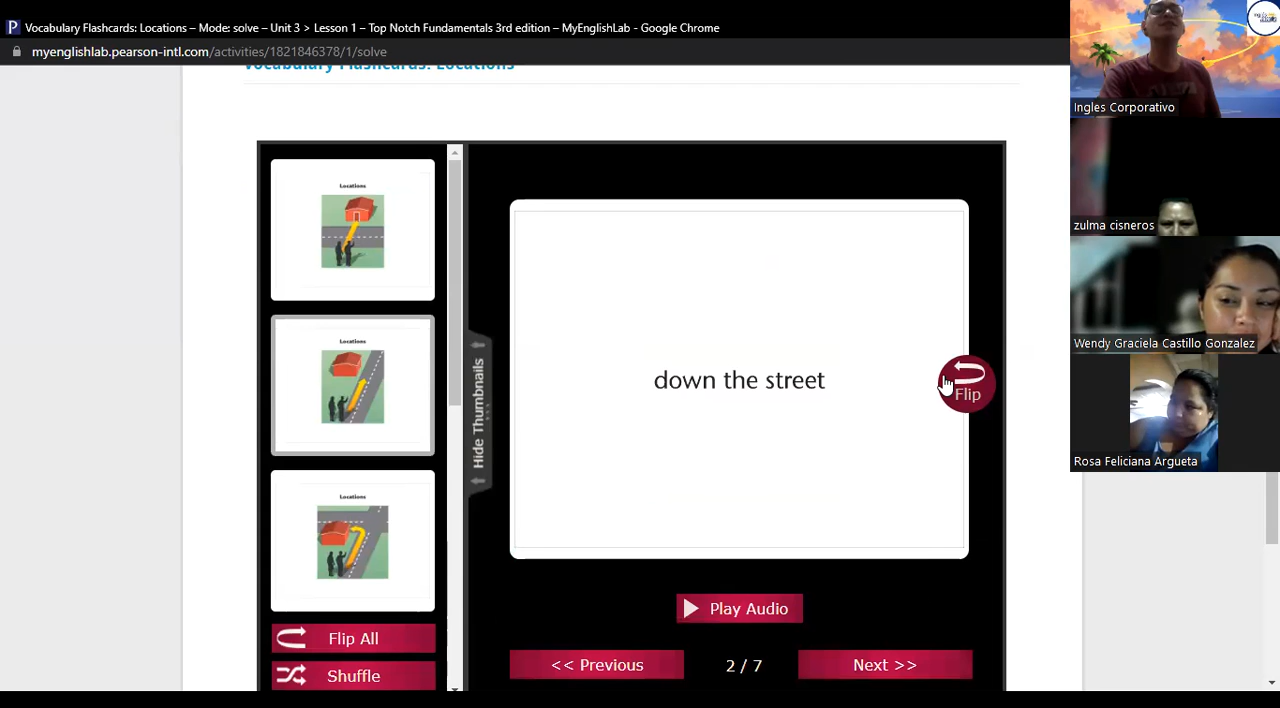 Vocabulary Flashcards: Locations – Mode: solve – Unit 3 > Lesson 1 – Top Notch Fundamentals 3rd edition – MyEnglishLab - Google Chrome
myenglishlab.pearson-intl.com/activities/1821846378/1/solve
Vocabulary Flashcards: Locations
Locations
Locations
Locations
Hide Thumbnails
Flip All
Shuffle
down the street
Flip
Play Audio
<< Previous
2 / 7
Next >>
Ingles Corporativo
zulma cisneros
Wendy Graciela Castillo Gonzalez
Rosa Feliciana Argueta